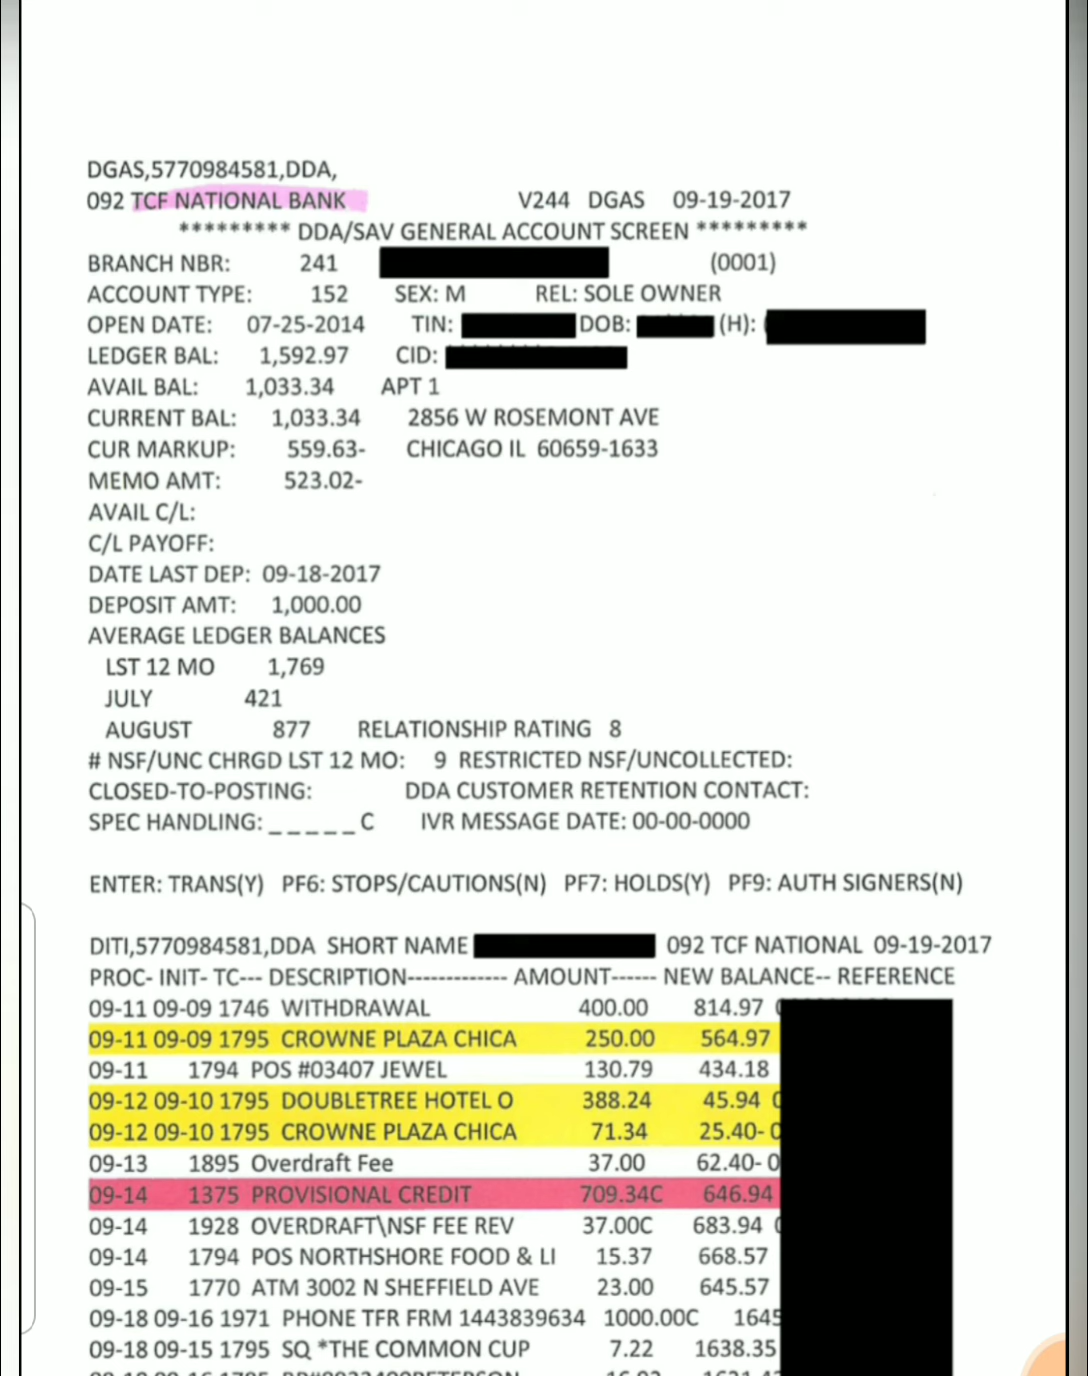 DGAS,5770984581,DDA,
092 TCF NATIONAL BANK V244 DGAS 09-19-2017
********* DDA/SAV GENERAL ACCOUNT SCREEN *********
BRANCH NBR: 241 (0001)
ACCOUNT TYPE: 152 SEX: M REL: SOLE OWNER
OPEN DATE: 07-25-2014 TIN: DOB: (H):
LEDGER BAL: 1,592.97 CID:
AVAIL BAL: 1,033.34 APT 1
CURRENT BAL: 1,033.34 2856 W ROSEMONT AVE
CUR MARKUP: 559.63- CHICAGO IL 60659-1633
MEMO AMT: 523.02-
AVAIL C/L:
C/L PAYOFF:
DATE LAST DEP: 09-18-2017
DEPOSIT AMT: 1,000.00
AVERAGE LEDGER BALANCES
LST 12 MO 1,769
JULY 421
AUGUST 877 RELATIONSHIP RATING 8
# NSF/UNC CHRGD LST 12 MO: 9 RESTRICTED NSF/UNCOLLECTED:
CLOSED-TO-POSTING: DDA CUSTOMER RETENTION CONTACT:
SPEC HANDLING: _ _ _ _ _ C IVR MESSAGE DATE: 00-00-0000
ENTER: TRANS(Y) PF6: STOPS/CAUTIONS(N) PF7: HOLDS(Y) PF9: AUTH SIGNERS(N)
DITI,5770984581,DDA SHORT NAME 092 TCF NATIONAL 09-19-2017
PROC- INIT- TC--- DESCRIPTION------------- AMOUNT------ NEW BALANCE-- REFERENCE
09-11 09-09 1746 WITHDRAWAL 400.00 814.97
09-11 09-09 1795 CROWNE PLAZA CHICA 250.00 564.97
09-11 1794 POS #03407 JEWEL 130.79 434.18
09-12 09-10 1795 DOUBLETREE HOTEL O 388.24 45.94
09-12 09-10 1795 CROWNE PLAZA CHICA 71.34 25.40-
09-13 1895 Overdraft Fee 37.00 62.40-
09-14 1375 PROVISIONAL CREDIT 709.34C 646.94
09-14 1928 OVERDRAFT\NSF FEE REV 37.00C 683.94
09-14 1794 POS NORTHSHORE FOOD & LI 15.37 668.57
09-15 1770 ATM 3002 N SHEFFIELD AVE 23.00 645.57
09-18 09-16 1971 PHONE TFR FRM 1443839634 1000.00C 1645
09-18 09-15 1795 SQ *THE COMMON CUP 7.22 1638.35